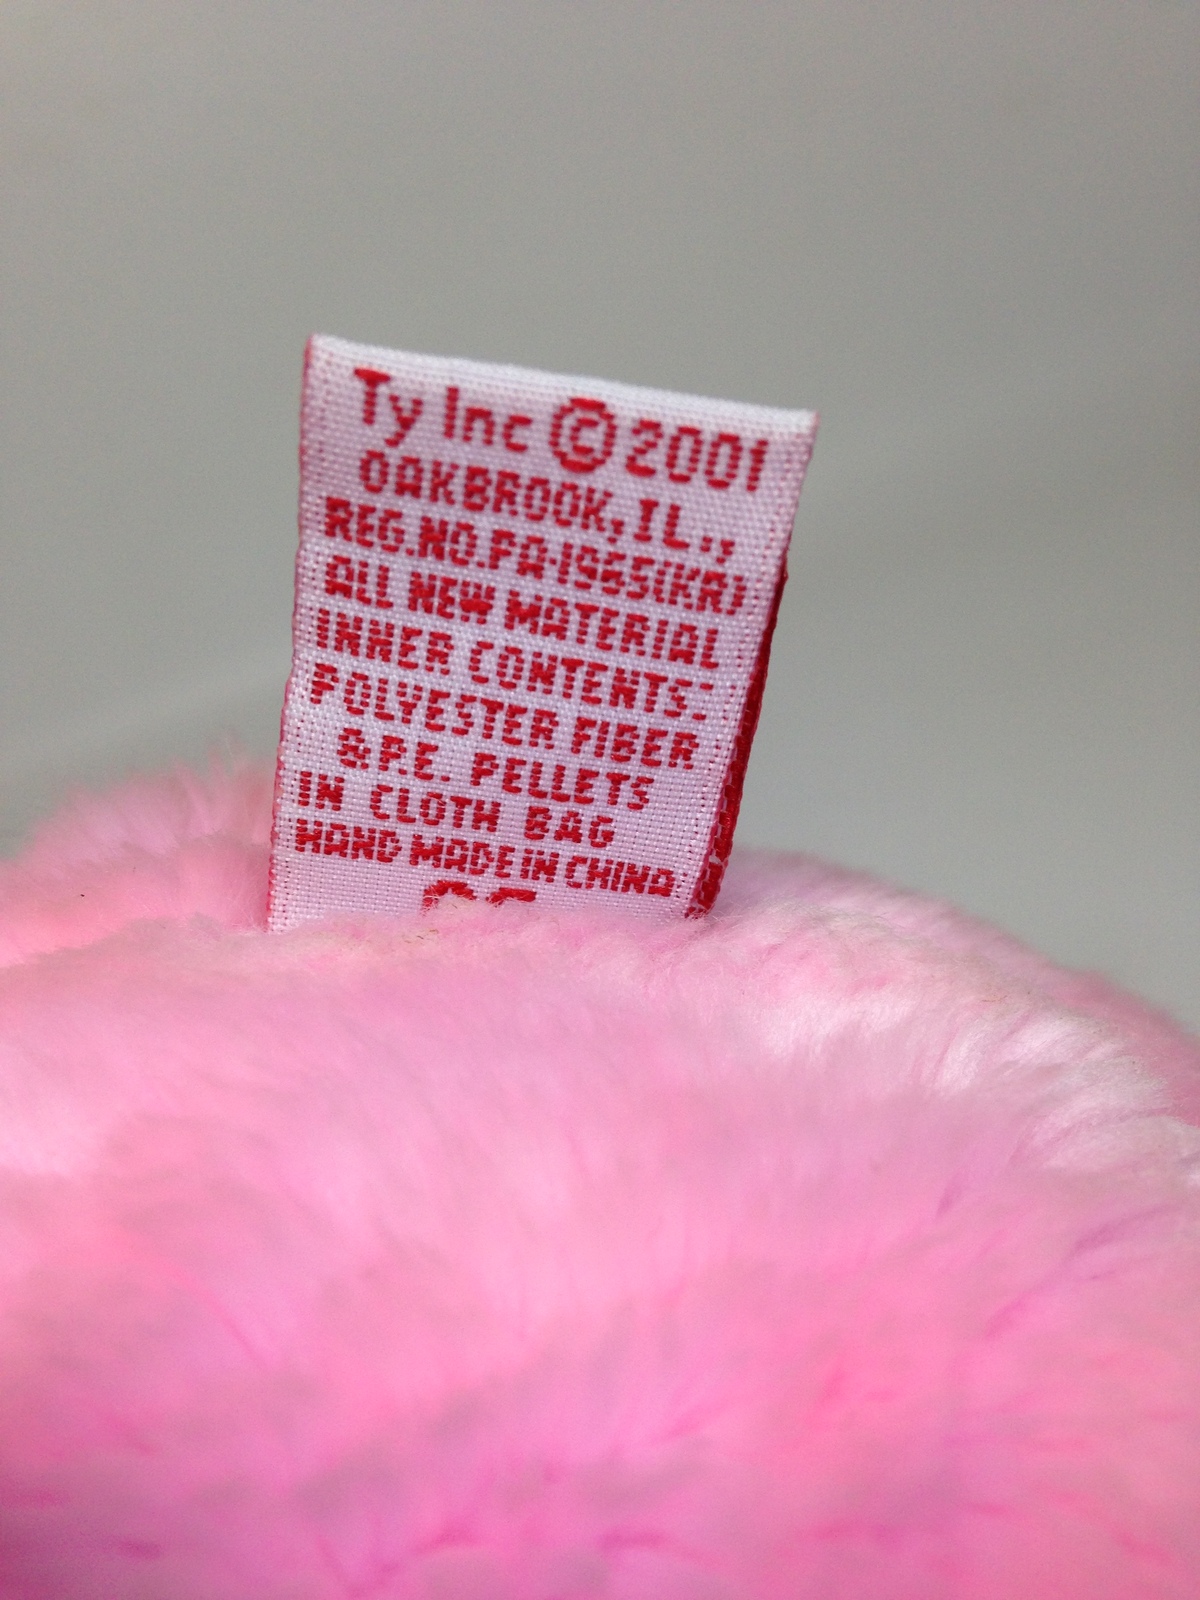 Ty Inc © 2001
OAKBROOK, IL.,
REG.NO.PA-1965(KR)
ALL NEW MATERIAL
INNER CONTENTS:
POLYESTER FIBER
& P.E. PELLETS
IN CLOTH BAG
HAND MADE IN CHINA